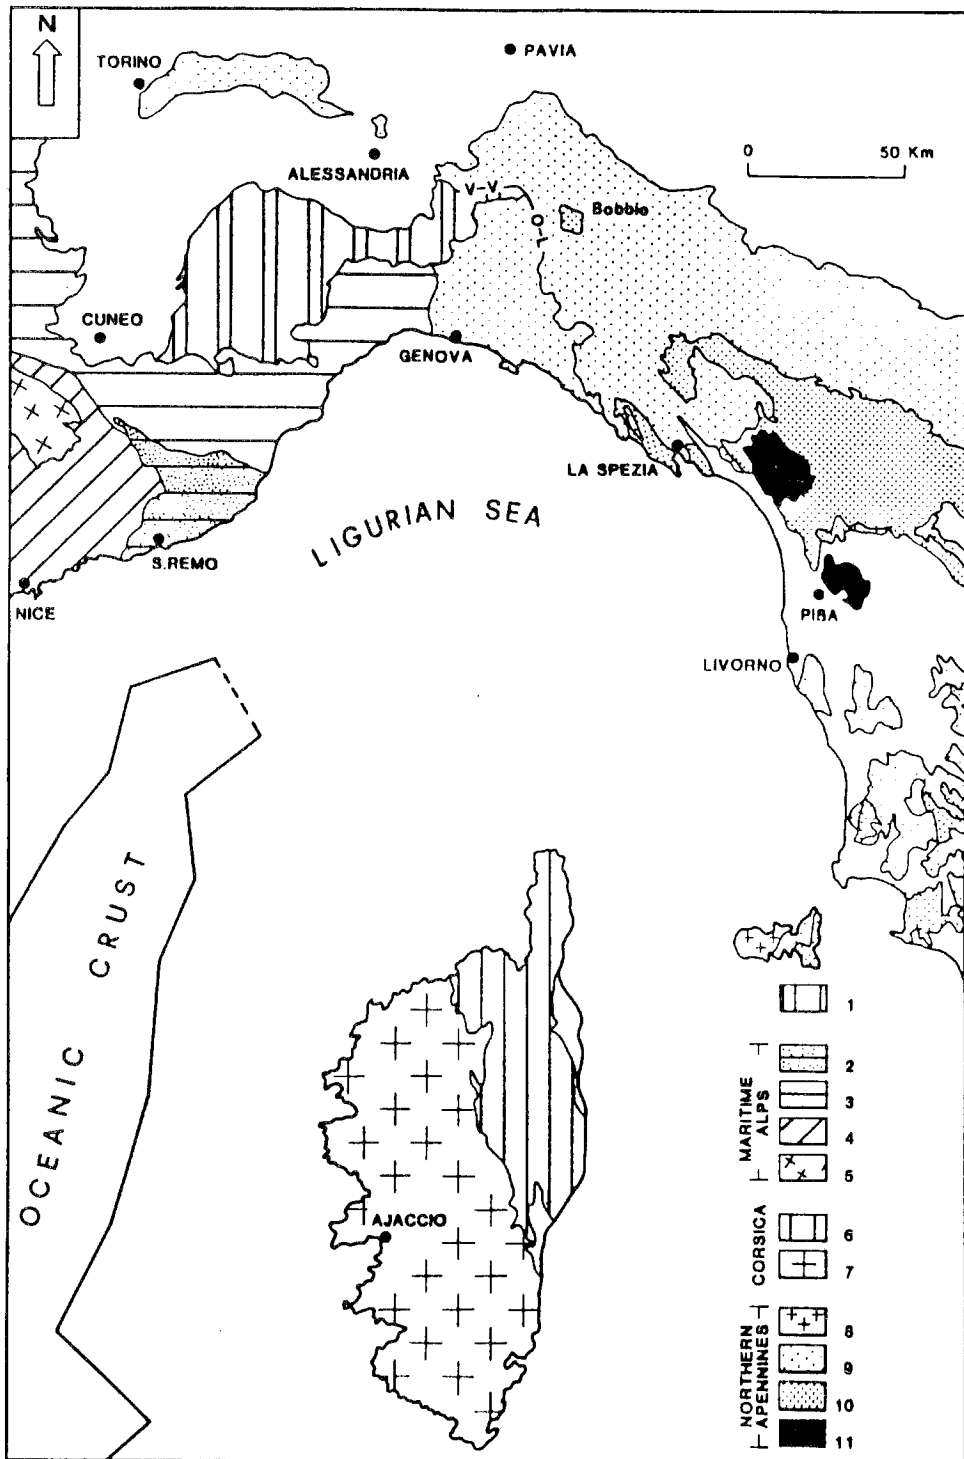 N
PAVIA
TORINO
0 50 Km
ALESSANDRIA
V-V
Bobbio
O-L
CUNEO
GENOVA
LA SPEZIA
LIGURIAN SEA
S.REMO
NICE
PISA
LIVORNO
OCEANIC CRUST
1
MARITIME ALPS
2
3
4
5
AJACCIO
CORSICA
6
7
NORTHERN APENNINES
8
9
10
11